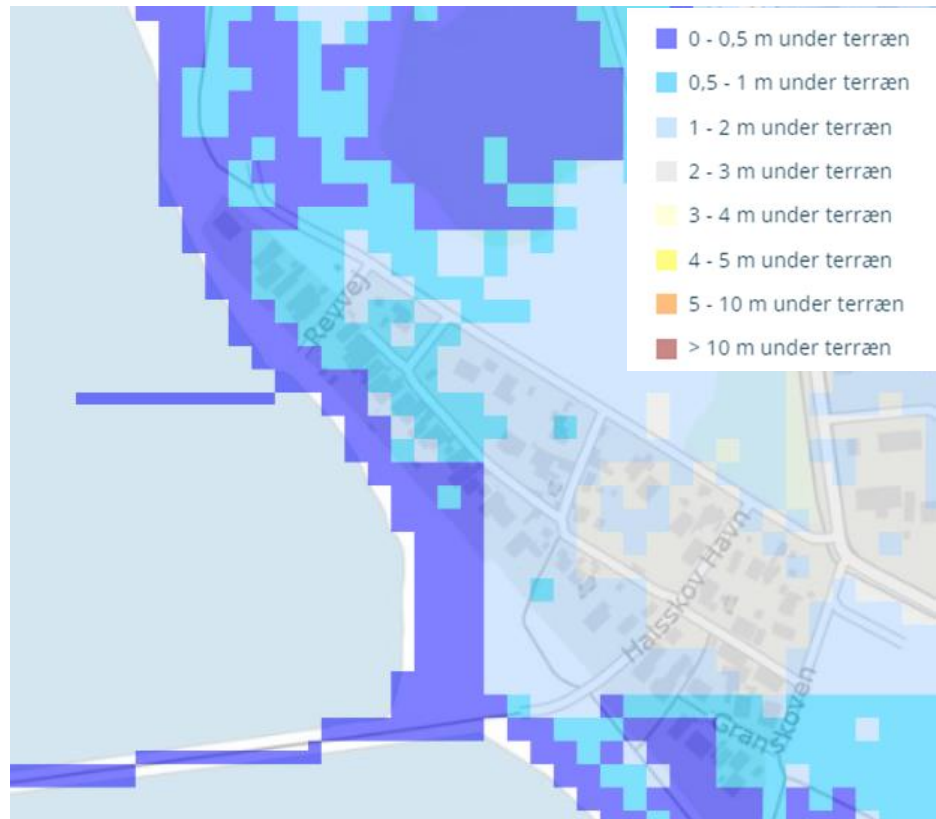 0 - 0,5 m under terræn
0,5 - 1 m under terræn
1 - 2 m under terræn
2 - 3 m under terræn
3 - 4 m under terræn
4 - 5 m under terræn
5 - 10 m under terræn
> 10 m under terræn
Revvej
Halsskov Havn
Granskoven